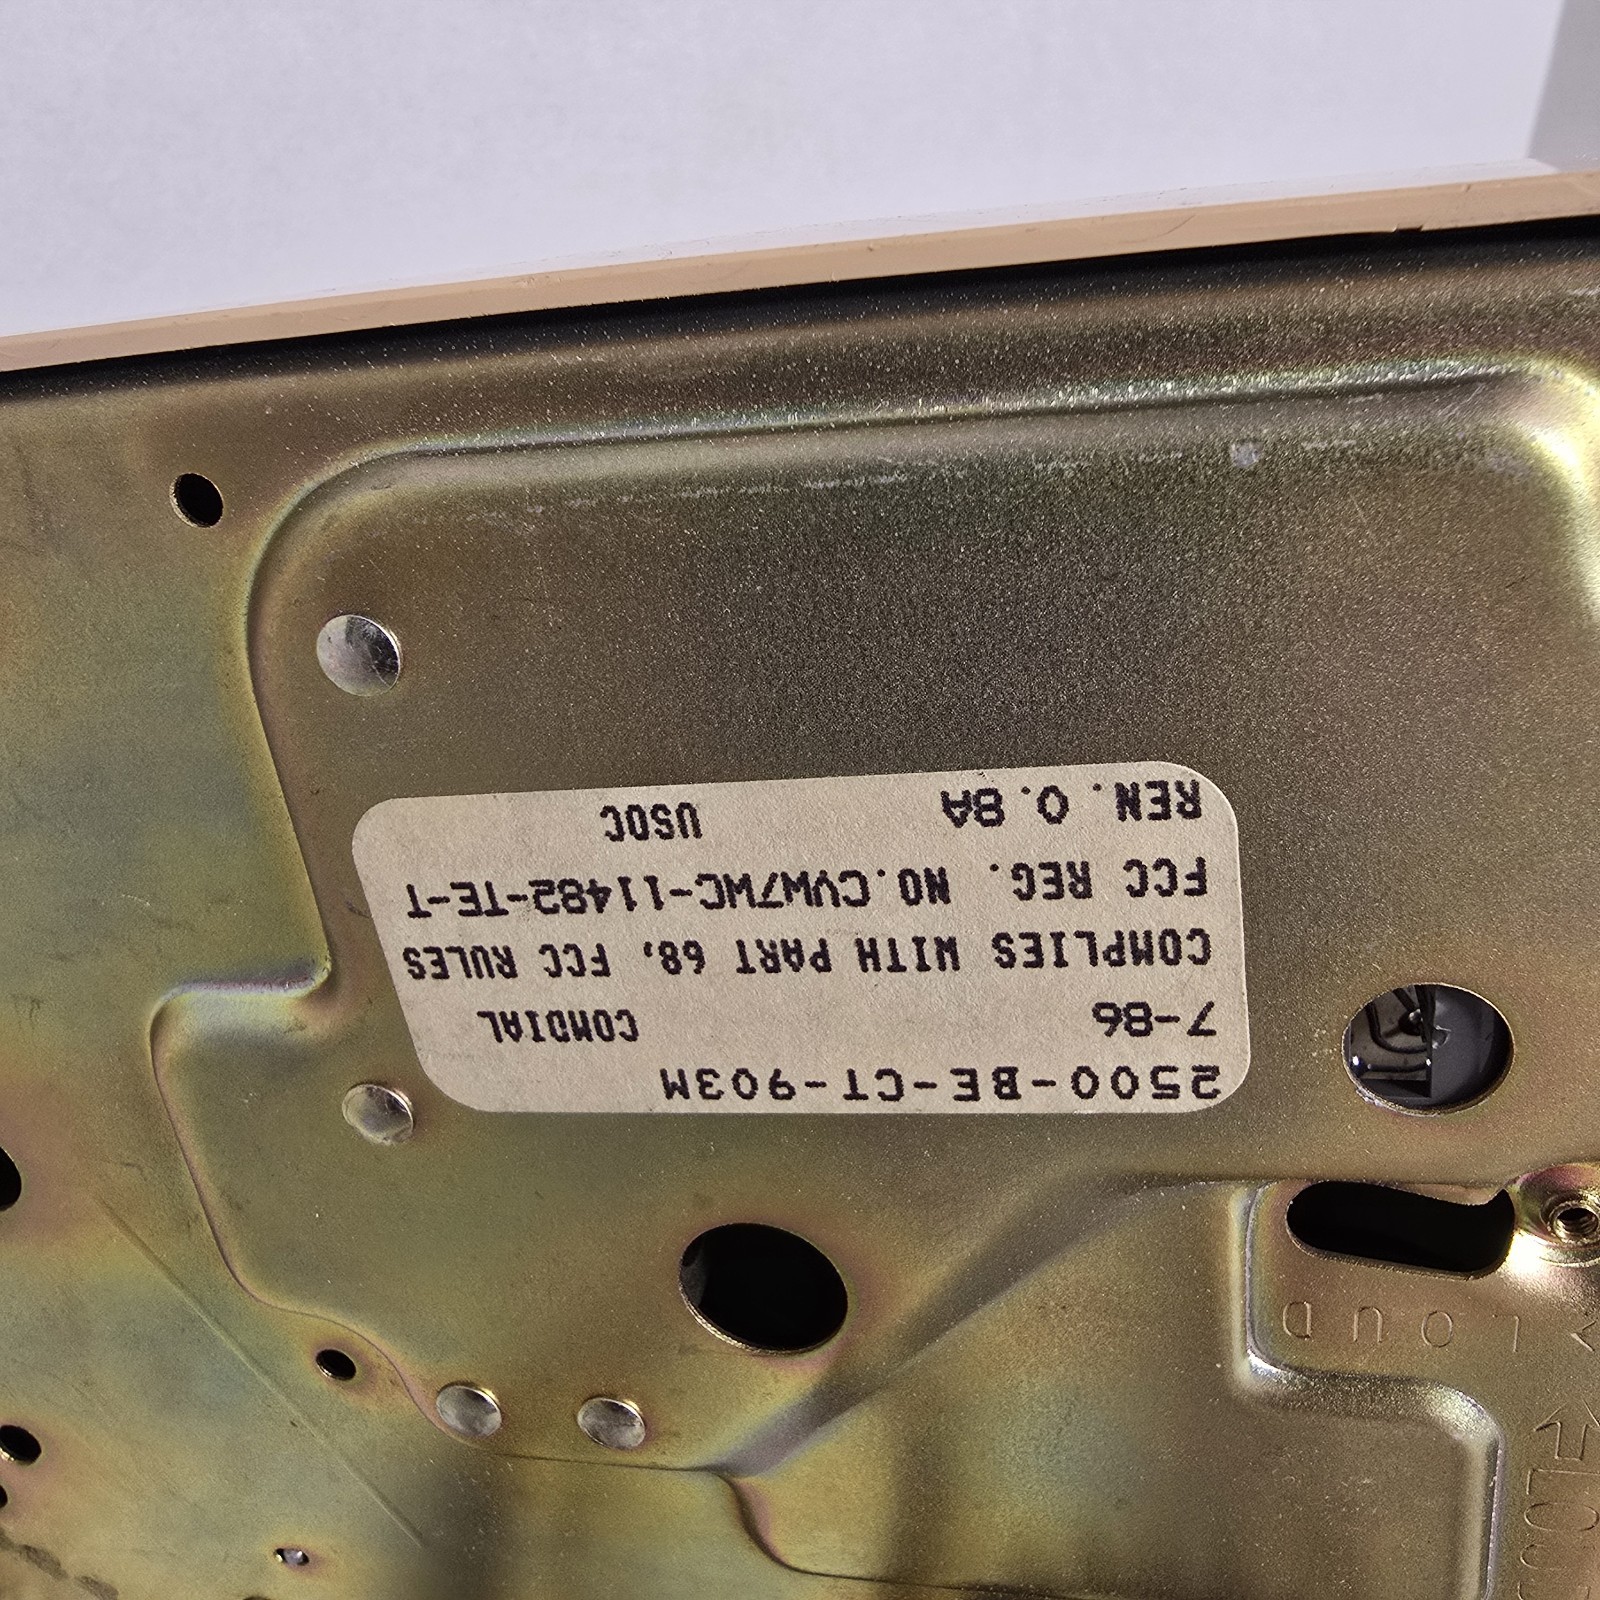 2500-BE-CT-903M
7-86 COMDIAL
COMPLIES WITH PART 68, FCC RULES
FCC REG. NO.CVW7WC-11482-TE-T
REN. 0.8A USOC
LOUD